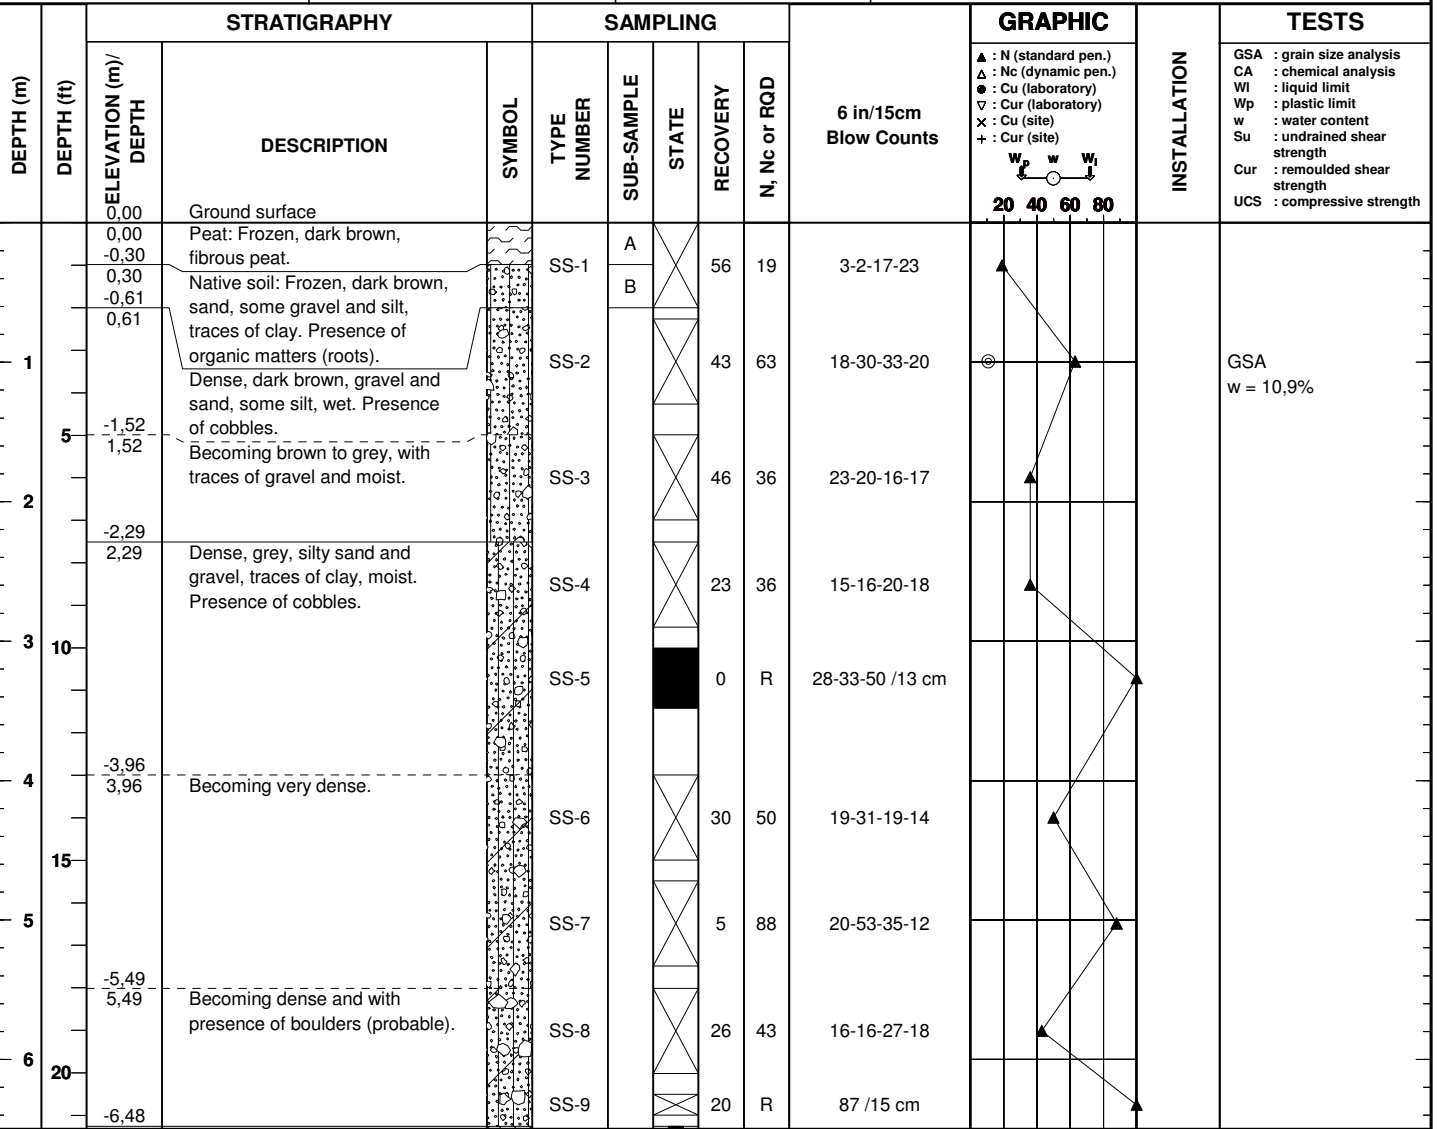 STRATIGRAPHY
SAMPLING
GRAPHIC
TESTS
DEPTH (m)
DEPTH (ft)
ELEVATION (m)/
DEPTH
DESCRIPTION
SYMBOL
TYPE
NUMBER
SUB-SAMPLE
STATE
RECOVERY
N, Nc or RQD
6 in/15cm
Blow Counts
▲ : N (standard pen.)
△ : Nc (dynamic pen.)
● : Cu (laboratory)
▽ : Cur (laboratory)
× : Cu (site)
+ : Cur (site)
Wp w Wl
20 40 60 80
INSTALLATION
GSA : grain size analysis
CA : chemical analysis
Wl : liquid limit
Wp : plastic limit
w : water content
Su : undrained shear
strength
Cur : remoulded shear
strength
UCS : compressive strength
0,00 Ground surface
0,00 Peat: Frozen, dark brown,
-0,30 fibrous peat.
A
SS-1 56 19 3-2-17-23
B
0,30 Native soil: Frozen, dark brown,
-0,61 sand, some gravel and silt,
0,61 traces of clay. Presence of
organic matters (roots).
1
SS-2 43 63 18-30-33-20
GSA
w = 10,9%
Dense, dark brown, gravel and
sand, some silt, wet. Presence
of cobbles.
-1,52
5
1,52 Becoming brown to grey, with
traces of gravel and moist.
SS-3 46 36 23-20-16-17
2
-2,29
2,29 Dense, grey, silty sand and
gravel, traces of clay, moist.
Presence of cobbles.
SS-4 23 36 15-16-20-18
3
10
SS-5 0 R 28-33-50 /13 cm
-3,96
4
3,96 Becoming very dense.
SS-6 30 50 19-31-19-14
15
5
SS-7 5 88 20-53-35-12
-5,49
5,49 Becoming dense and with
presence of boulders (probable).
SS-8 26 43 16-16-27-18
6
20
SS-9 20 R 87 /15 cm
-6,48